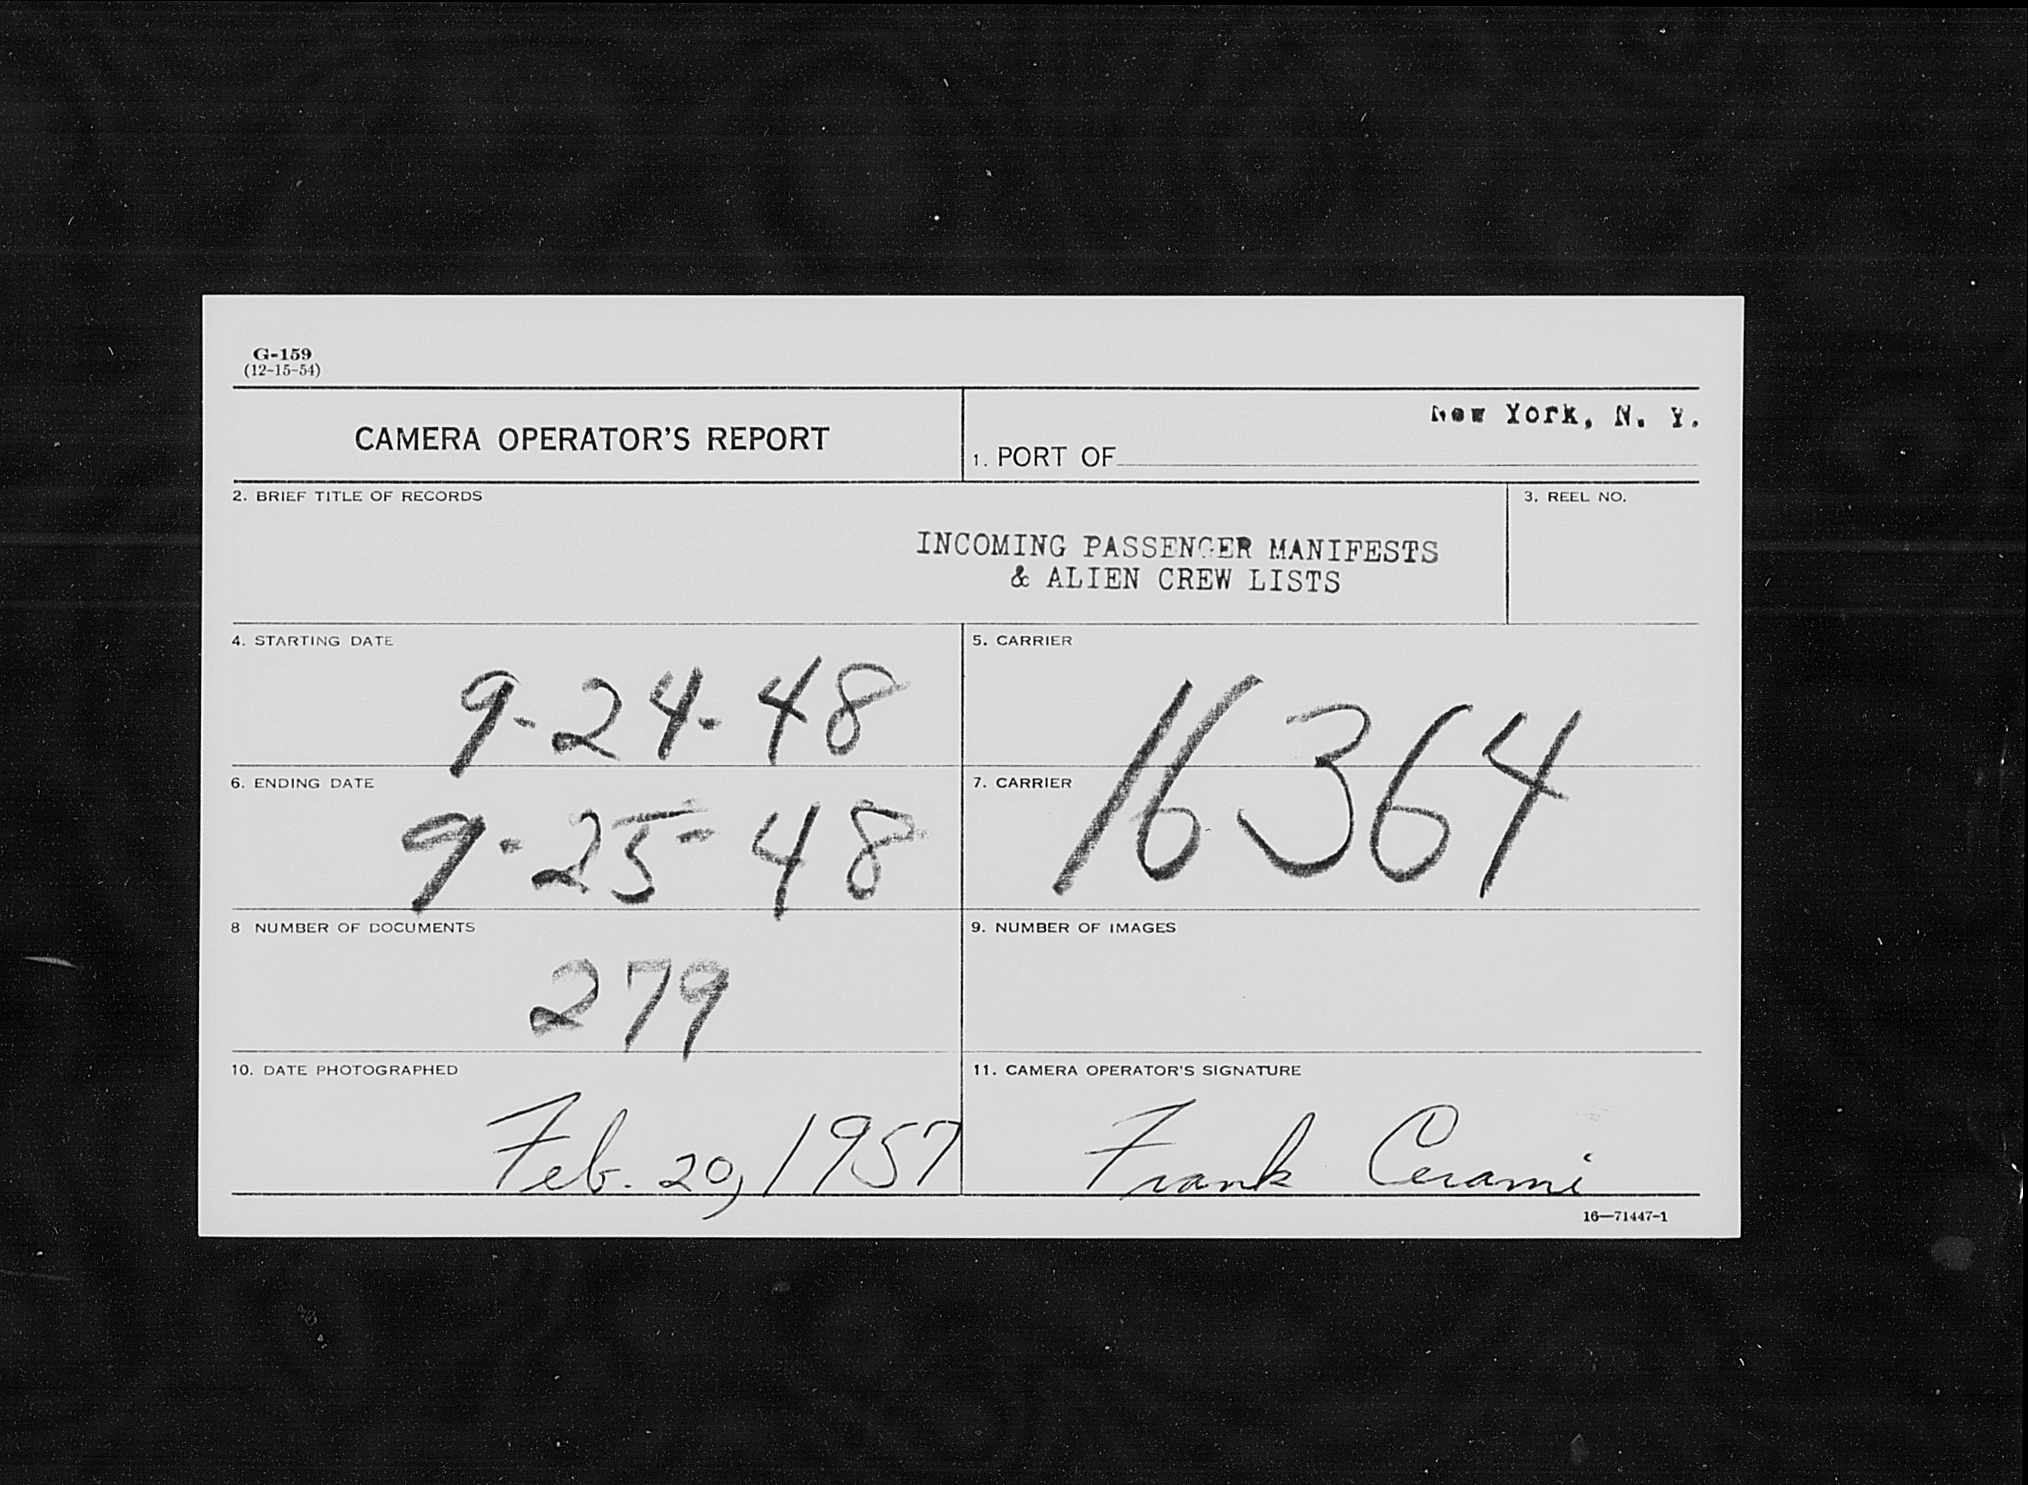 G-159
(12-15-54)
CAMERA OPERATOR'S REPORT
New York, N. Y.
1. PORT OF
2. BRIEF TITLE OF RECORDS
INCOMING PASSENGER MANIFESTS
& ALIEN CREW LISTS
3. REEL NO.
4. STARTING DATE
9-24-48
5. CARRIER
6. ENDING DATE
9-25-48
7. CARRIER
16364
8 NUMBER OF DOCUMENTS
279
9. NUMBER OF IMAGES
10. DATE PHOTOGRAPHED
Feb. 20, 1957
11. CAMERA OPERATOR'S SIGNATURE
Frank Cerami
16—71447-1